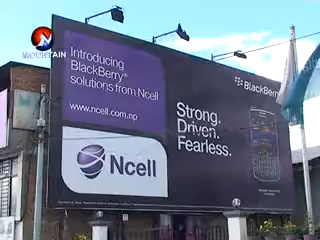 MOUNTAIN
Introducing
BlackBerry®
solutions from Ncell
www.ncell.com.np
Ncell
BlackBerry
Strong.
Driven.
Fearless.